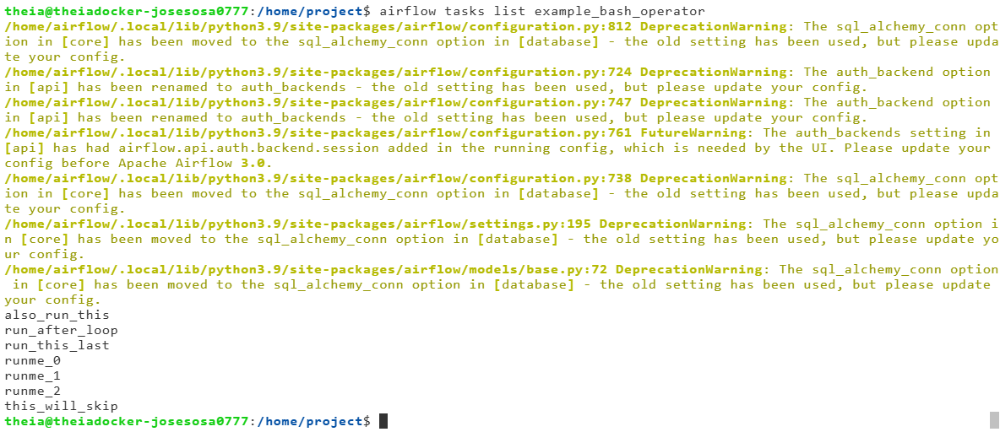 theia@theiadocker-josesosa0777:/home/project$ airflow tasks list example_bash_operator
/home/airflow/.local/lib/python3.9/site-packages/airflow/configuration.py:812 DeprecationWarning: The sql_alchemy_conn opt
ion in [core] has been moved to the sql_alchemy_conn option in [database] - the old setting has been used, but please upda
te your config.
/home/airflow/.local/lib/python3.9/site-packages/airflow/configuration.py:724 DeprecationWarning: The auth_backend option
in [api] has been renamed to auth_backends - the old setting has been used, but please update your config.
/home/airflow/.local/lib/python3.9/site-packages/airflow/configuration.py:747 DeprecationWarning: The auth_backend option
in [api] has been renamed to auth_backends - the old setting has been used, but please update your config.
/home/airflow/.local/lib/python3.9/site-packages/airflow/configuration.py:761 FutureWarning: The auth_backends setting in
[api] has had airflow.api.auth.backend.session added in the running config, which is needed by the UI. Please update your
config before Apache Airflow 3.0.
/home/airflow/.local/lib/python3.9/site-packages/airflow/configuration.py:738 DeprecationWarning: The sql_alchemy_conn opt
ion in [core] has been moved to the sql_alchemy_conn option in [database] - the old setting has been used, but please upda
te your config.
/home/airflow/.local/lib/python3.9/site-packages/airflow/settings.py:195 DeprecationWarning: The sql_alchemy_conn option i
n [core] has been moved to the sql_alchemy_conn option in [database] - the old setting has been used, but please update yo
ur config.
/home/airflow/.local/lib/python3.9/site-packages/airflow/models/base.py:72 DeprecationWarning: The sql_alchemy_conn option
 in [core] has been moved to the sql_alchemy_conn option in [database] - the old setting has been used, but please update
your config.
also_run_this
run_after_loop
run_this_last
runme_0
runme_1
runme_2
this_will_skip
theia@theiadocker-josesosa0777:/home/project$